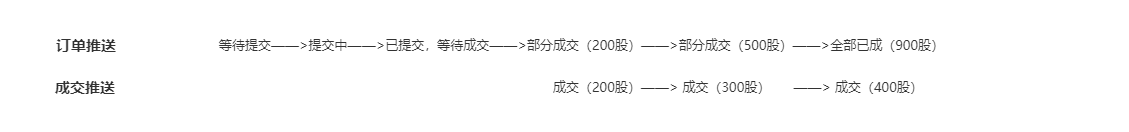 订单推送 等待提交——>提交中——>已提交，等待成交——>部分成交（200股）——>部分成交（500股）——>全部已成（900股）
成交推送 成交（200股）——> 成交（300股） ——> 成交（400股）